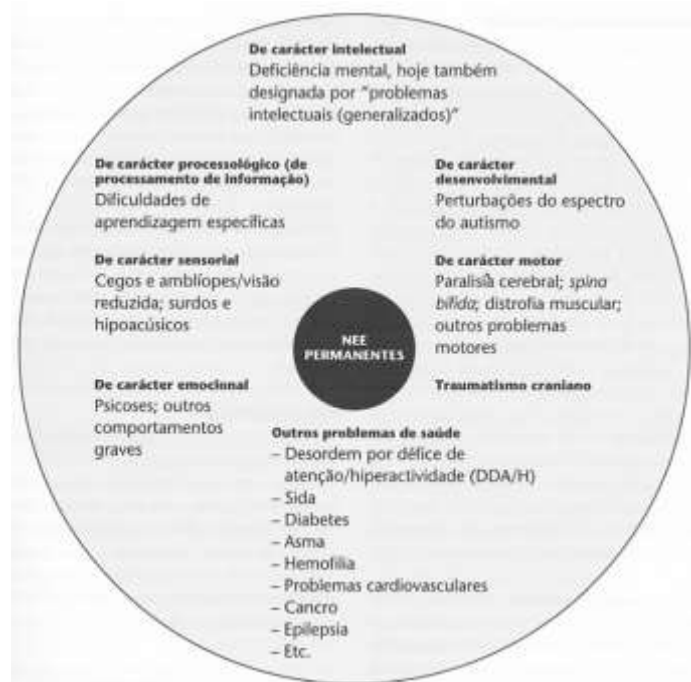 De carácter intelectual
Deficiência mental, hoje também
designada por "problemas
intelectuais (generalizados)"
De carácter processológico (de
processamento de informação)
Dificuldades de
aprendizagem específicas
De carácter
desenvolvimental
Perturbações do espectro
do autismo
De carácter sensorial
Cegos e amblíopes/visão
reduzida; surdos e
hipoacúsicos
De carácter motor
Paralisia cerebral; spina
bífida; distrofia muscular;
outros problemas
motores
NEE
PERMANENTES
De carácter emocional
Psicoses; outros
comportamentos
graves
Traumatismo craniano
Outros problemas de saúde
– Desordem por défice de
atenção/hiperactividade (DDA/H)
– Sida
– Diabetes
– Asma
– Hemofilia
– Problemas cardiovasculares
– Cancro
– Epilepsia
– Etc.